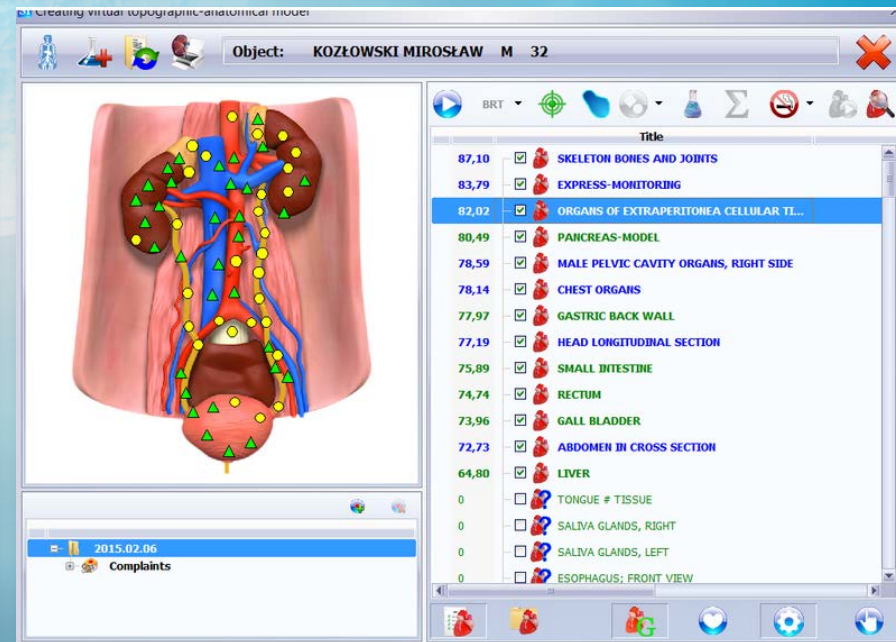 Creating virtual topographic-anatomical model
Object: KOZŁOWSKI MIROSŁAW M 32
BRT
Title
87,10 SKELETON BONES AND JOINTS
83,79 EXPRESS-MONITORING
82,02 ORGANS OF EXTRAPERITONEA CELLULAR TI...
80,49 PANCREAS-MODEL
78,59 MALE PELVIC CAVITY ORGANS, RIGHT SIDE
78,14 CHEST ORGANS
77,97 GASTRIC BACK WALL
77,19 HEAD LONGITUDINAL SECTION
75,89 SMALL INTESTINE
74,74 RECTUM
73,96 GALL BLADDER
72,73 ABDOMEN IN CROSS SECTION
64,80 LIVER
0 TONGUE # TISSUE
0 SALIVA GLANDS, RIGHT
0 SALIVA GLANDS, LEFT
0 ESOPHAGUS; FRONT VIEW
2015.02.06
Complaints
G